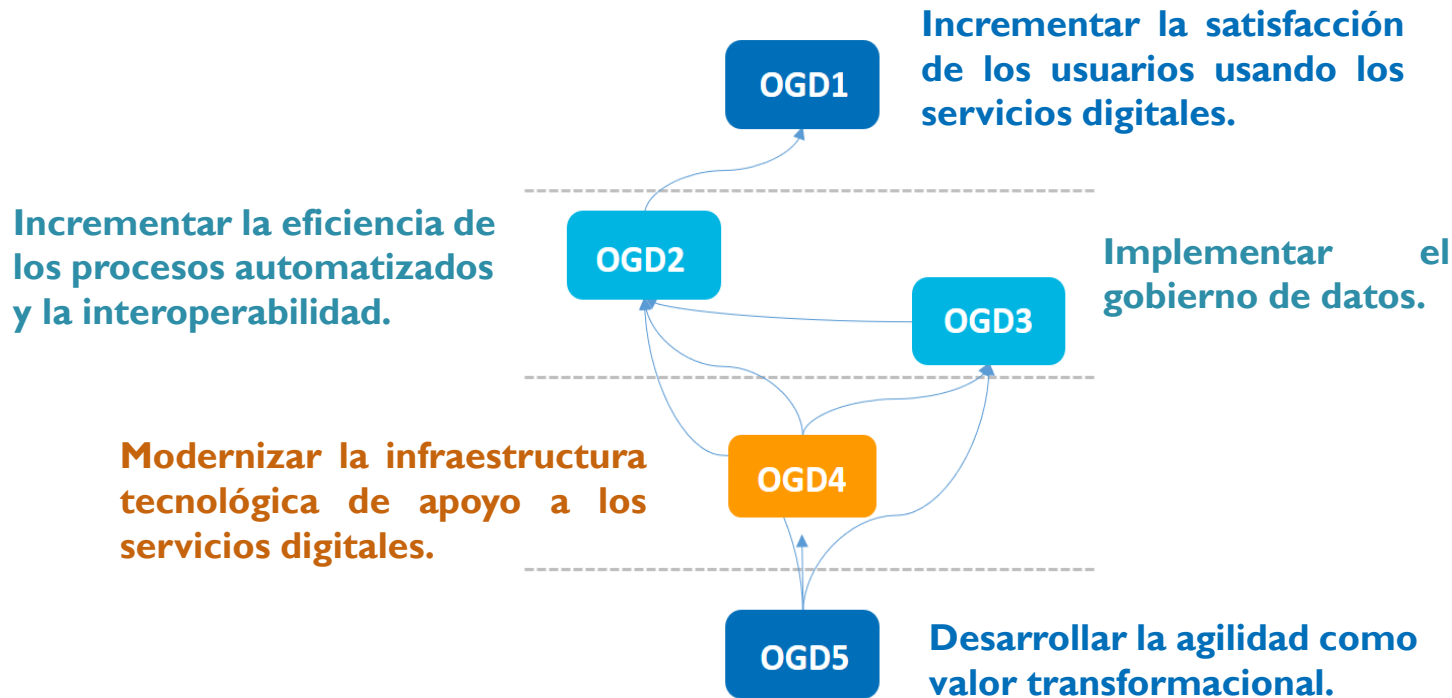 Incrementar la satisfacción
de los usuarios usando los
servicios digitales.
OGD1
Incrementar la eficiencia de
los procesos automatizados
y la interoperabilidad.
OGD2
Implementar el
gobierno de datos.
OGD3
Modernizar la infraestructura
tecnológica de apoyo a los
servicios digitales.
OGD4
OGD5
Desarrollar la agilidad como
valor transformacional.